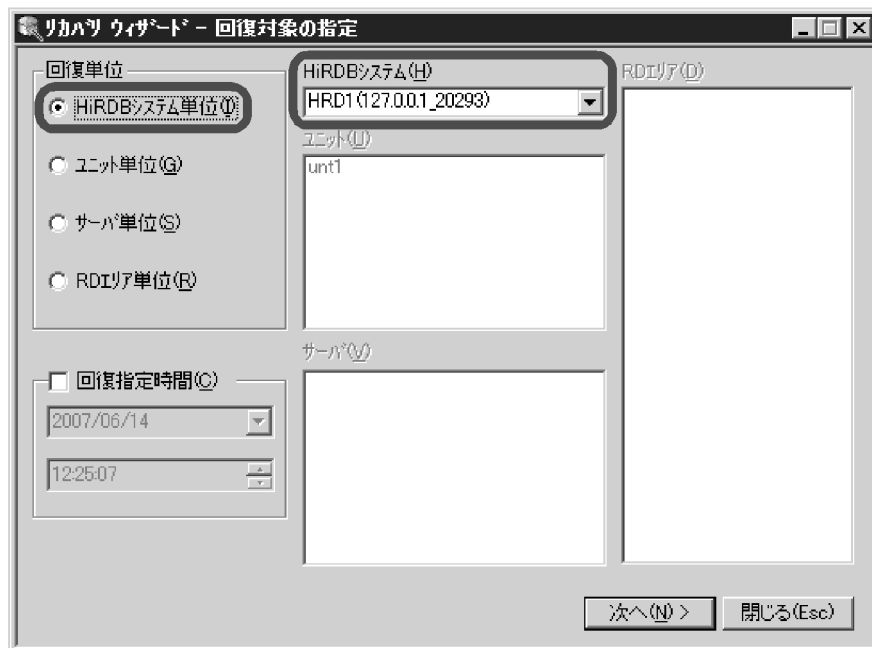 リカバリ ウィザード - 回復対象の指定
回復単位
HiRDBシステム単位(I)
ユニット単位(G)
サーバ単位(S)
RDエリア単位(R)
回復指定時間(C)
2007/06/14
12:25:07
HiRDBシステム(H)
HRD1(127.0.0.1_20293)
ユニット(U)
unt1
サーバ(V)
RDエリア(D)
次へ(N) >
閉じる(Esc)